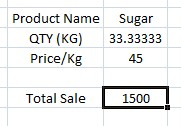 Product Name Sugar
QTY (KG) 33.33333
Price/Kg 45
Total Sale 1500